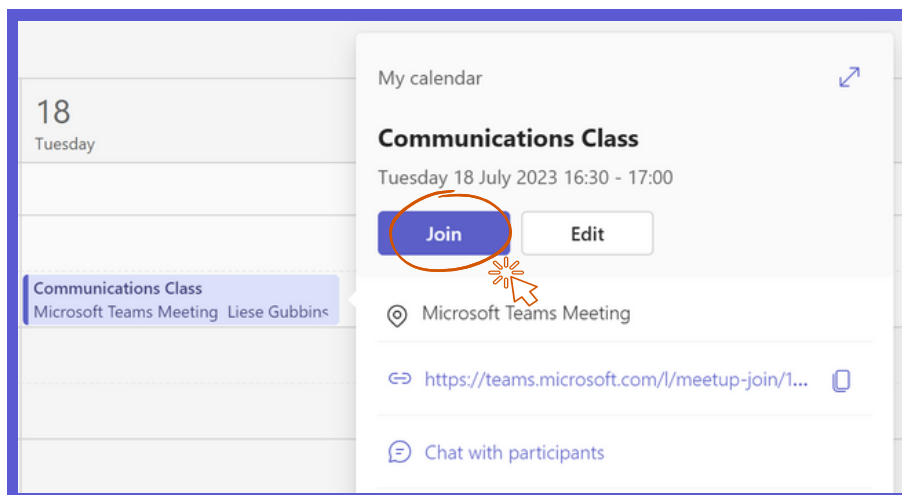 18
Tuesday
Communications Class
Microsoft Teams Meeting Liese Gubbins
My calendar
Communications Class
Tuesday 18 July 2023 16:30 - 17:00
Join
Edit
Microsoft Teams Meeting
https://teams.microsoft.com/l/meetup-join/1...
Chat with participants